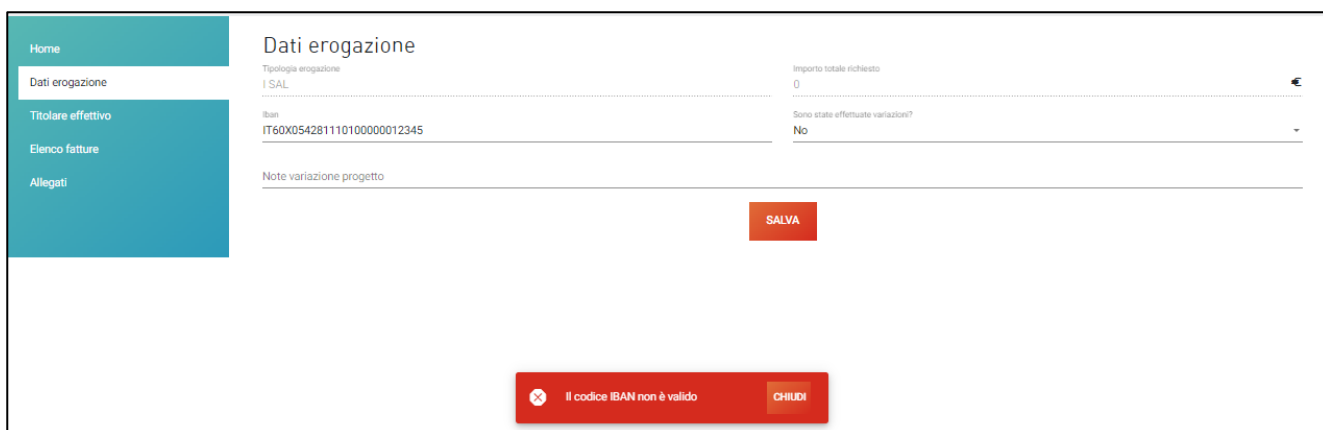 Home
Dati erogazione
Titolare effettivo
Elenco fatture
Allegati
Dati erogazione
Tipologia erogazione
I SAL
Importo totale richiesto
0 €
Iban
IT60X0542811110100000012345
Sono state effettuate variazioni?
No
Note variazione progetto
SALVA
Il codice IBAN non è valido
CHIUDI